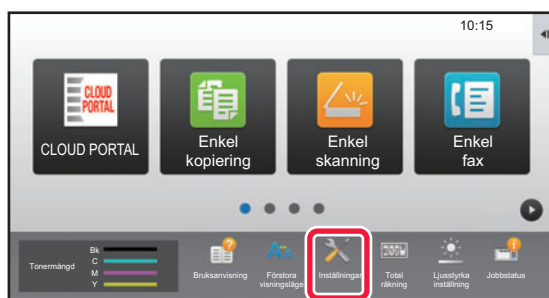 10:15
CLOUD
PORTAL
CLOUD PORTAL
Enkel
kopiering
Enkel
skanning
Enkel
fax
Tonermängd
Bk
C
M
Y
Bruksanvisning
Förstora
visningsläge
Inställningar
Total
räkning
Ljusstyrka
inställning
Jobbstatus